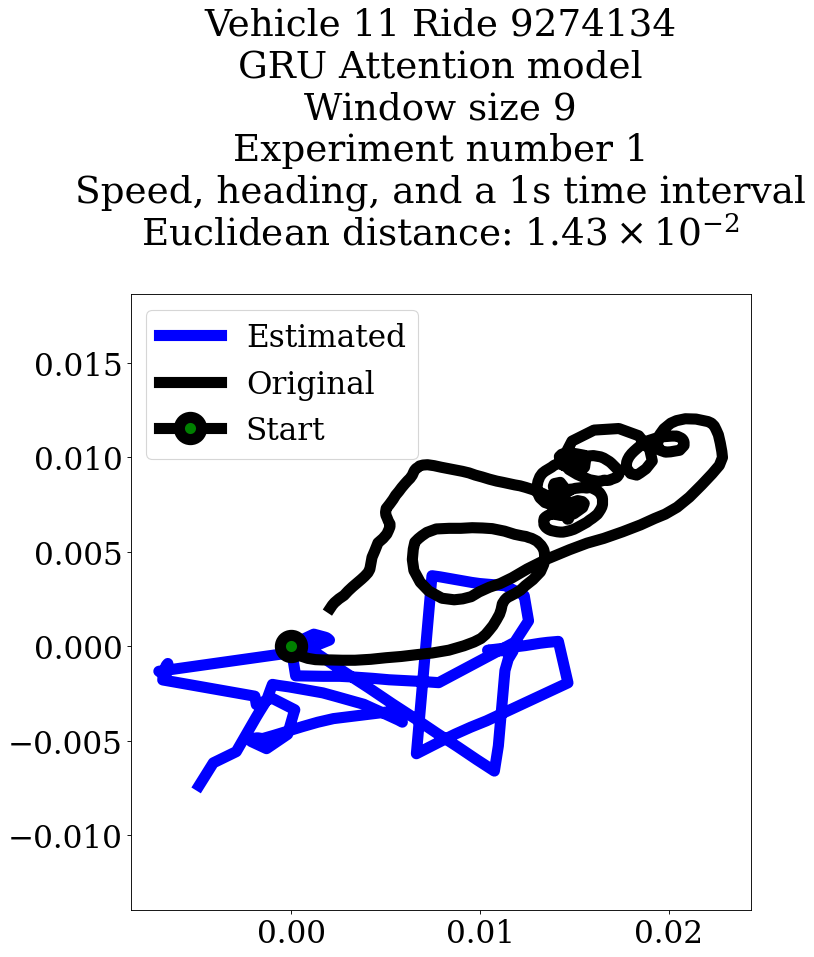 Vehicle 11 Ride 9274134
GRU Attention model
Window size 9
Experiment number 1
Speed, heading, and a 1s time interval
Euclidean distance: 1.43 × 10⁻²
Estimated
Original
Start
0.015
0.010
0.005
0.000
−0.005
−0.010
0.00 0.01 0.02